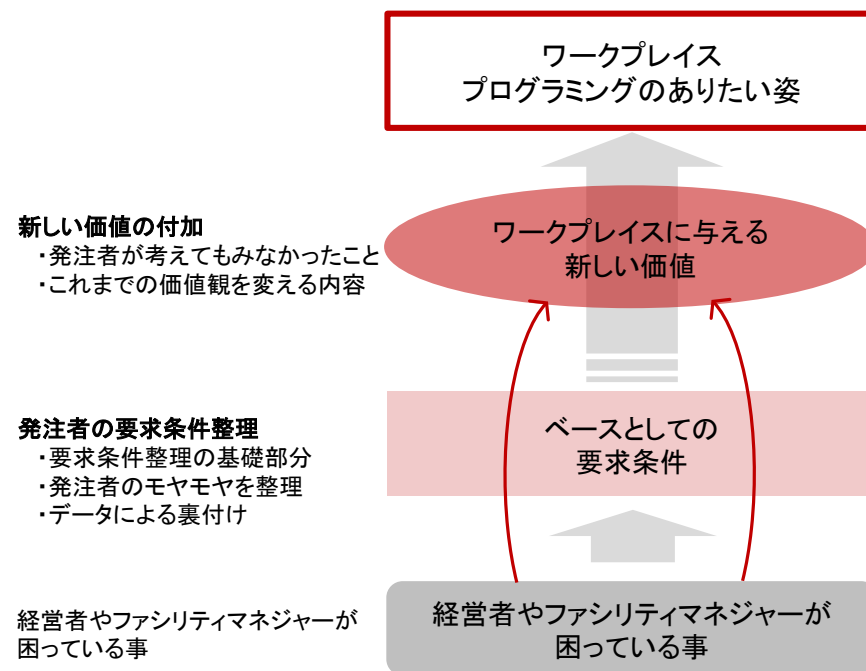 ワークプレイス
プログラミングのありたい姿
新しい価値の付加
・発注者が考えてもみなかったこと
・これまでの価値観を変える内容
ワークプレイスに与える
新しい価値
発注者の要求条件整理
・要求条件整理の基礎部分
・発注者のモヤモヤを整理
・データによる裏付け
ベースとしての
要求条件
経営者やファシリティマネジャーが
困っている事
経営者やファシリティマネジャーが
困っている事